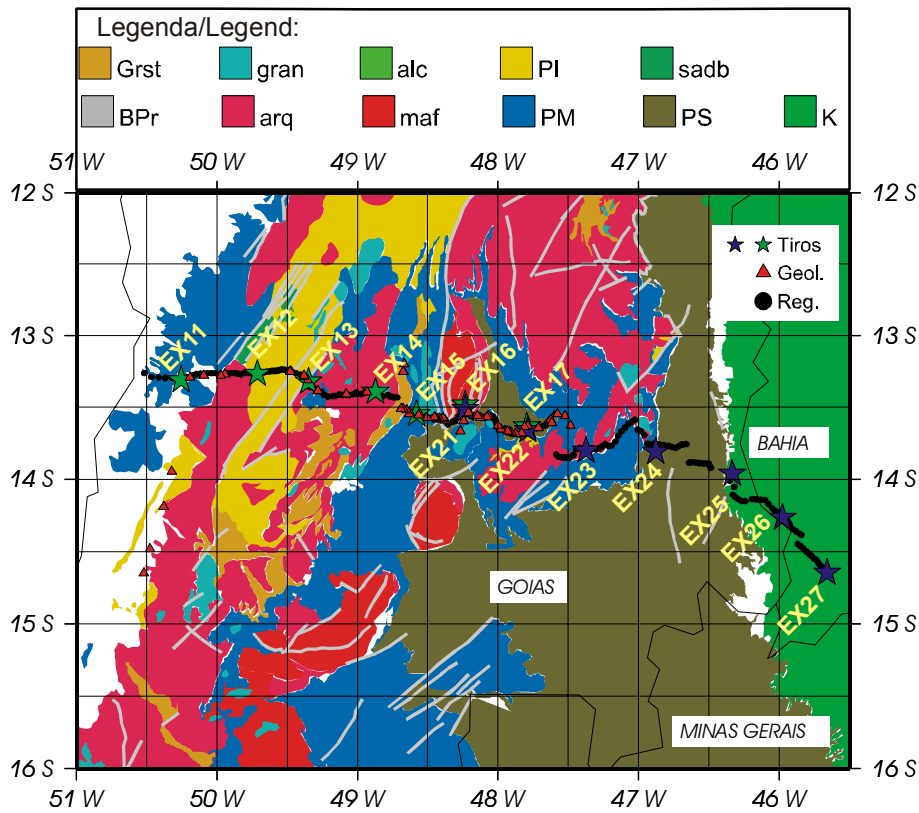 Legenda/Legend:
Grst gran alc PI sadb
BPr arq maf PM PS K
51 W 50 W 49 W 48 W 47 W 46 W
12 S 12 S
Tiros
Geol.
Reg.
13 S 13 S
EX11 EX12 EX13 EX14 EX15 EX16 EX17
EX21 EX22 EX23 EX24 EX25 EX26 EX27
BAHIA
14 S 14 S
GOIAS
15 S 15 S
MINAS GERAIS
16 S 16 S
51 W 50 W 49 W 48 W 47 W 46 W